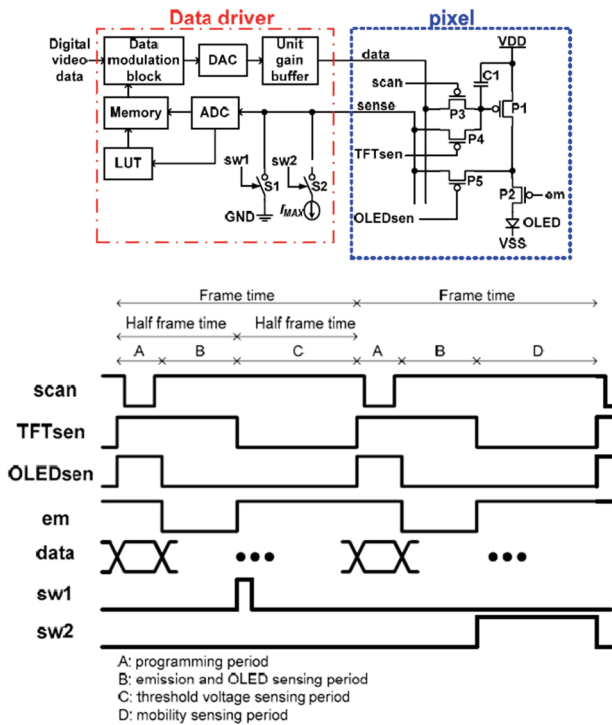 Data driver
pixel
Digital
video
data
Data
modulation
block
DAC
Unit
gain
buffer
data
VDD
scan
C1
P3
P1
Memory
ADC
sense
P4
TFTsen
LUT
sw1
S1
sw2
S2
P5
P2
em
GND
IMAX
OLEDsen
OLED
VSS
Frame time
Frame time
Half frame time
Half frame time
A
B
C
A
B
D
scan
TFTsen
OLEDsen
em
data
sw1
sw2
A: programming period
B: emission and OLED sensing period
C: threshold voltage sensing period
D: mobility sensing period